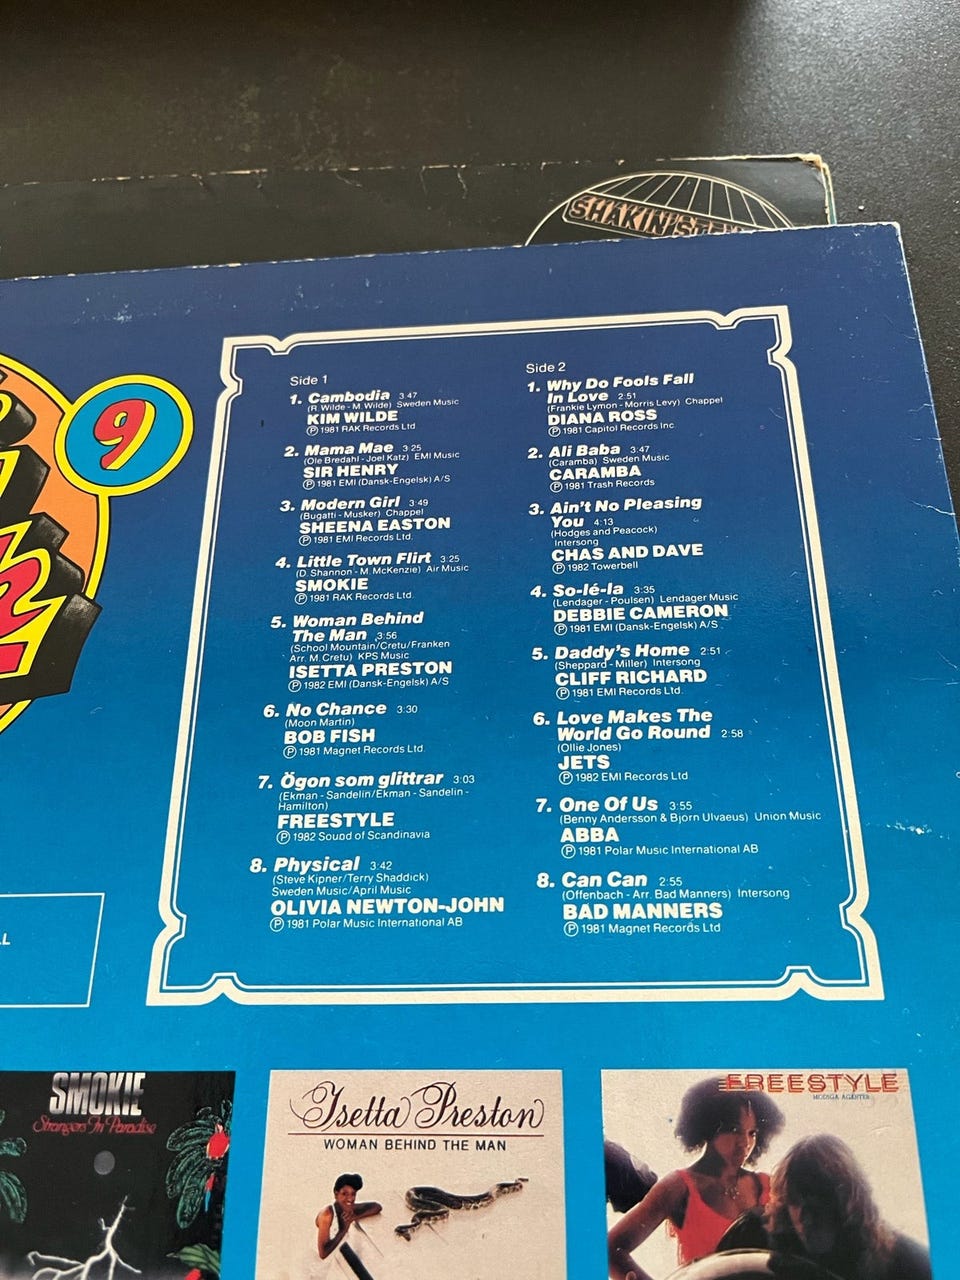 SHAKIN'
9
Side 1
1. Cambodia 3:47
(R. Wilde - M. Wilde) Sweden Music
KIM WILDE
Ⓟ 1981 RAK Records Ltd
2. Mama Mae 3:25
(Ole Bredahl - Joel Katz) EMI Music
SIR HENRY
Ⓟ 1981 EMI (Dansk-Engelsk) A/S
3. Modern Girl 3:49
(Bugatti - Musker) Chappel
SHEENA EASTON
Ⓟ 1981 EMI Records Ltd.
4. Little Town Flirt 3:25
(D. Shannon - M. McKenzie) Air Music
SMOKIE
Ⓟ 1981 RAK Records Ltd.
5. Woman Behind
The Man 3:56
(School Mountain/Cretu/Franken
Arr. M. Cretu) KPS Music
ISETTA PRESTON
Ⓟ 1982 EMI (Dansk-Engelsk) A/S
6. No Chance 3:30
(Moon Martin)
BOB FISH
Ⓟ 1981 Magnet Records Ltd.
7. Ögon som glittrar 3:03
(Ekman - Sandelin/Ekman - Sandelin -
Hamilton)
FREESTYLE
Ⓟ 1982 Sound of Scandinavia
8. Physical 3:42
(Steve Kipner/Terry Shaddick)
Sweden Music/April Music
OLIVIA NEWTON-JOHN
Ⓟ 1981 Polar Music International AB
Side 2
1. Why Do Fools Fall
In Love 2:51
(Frankie Lymon - Morris Levy) Chappel
DIANA ROSS
Ⓟ 1981 Capitol Records Inc
2. Ali Baba 3:47
(Caramba) Sweden Music
CARAMBA
Ⓟ 1981 Trash Records
3. Ain't No Pleasing
You 4:13
(Hodges and Peacock)
Intersong
CHAS AND DAVE
Ⓟ 1982 Towerbell
4. So-lé-la 3:35
(Lendager - Poulsen) Lendager Music
DEBBIE CAMERON
Ⓟ 1981 EMI (Dansk-Engelsk) A/S
5. Daddy's Home 2:51
(Sheppard - Miller) Intersong
CLIFF RICHARD
Ⓟ 1981 EMI Records Ltd.
6. Love Makes The
World Go Round 2:58
(Ollie Jones)
JETS
Ⓟ 1982 EMI Records Ltd
7. One Of Us 3:55
(Benny Andersson & Björn Ulvaeus) Union Music
ABBA
Ⓟ 1981 Polar Music International AB
8. Can Can 2:55
(Offenbach - Arr. Bad Manners) Intersong
BAD MANNERS
Ⓟ 1981 Magnet Records Ltd
SMOKIE
Strangers In Paradise
Isetta Preston
WOMAN BEHIND THE MAN
FREESTYLE
MODIGA AGENTER